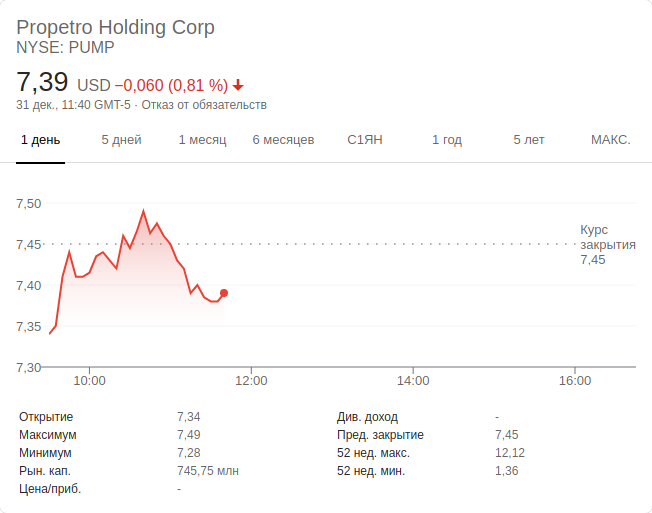 Propetro Holding Corp
NYSE: PUMP
7,39 USD −0,060 (0,81 %)
31 дек., 11:40 GMT-5 · Отказ от обязательств
1 день 5 дней 1 месяц 6 месяцев С1ЯН 1 год 5 лет МАКС.
7,50
7,45
7,40
7,35
7,30
Курс
закрытия
7,45
10:00 12:00 14:00 16:00
Открытие 7,34 Див. доход -
Максимум 7,49 Пред. закрытие 7,45
Минимум 7,28 52 нед. макс. 12,12
Рын. кап. 745,75 млн 52 нед. мин. 1,36
Цена/приб. -